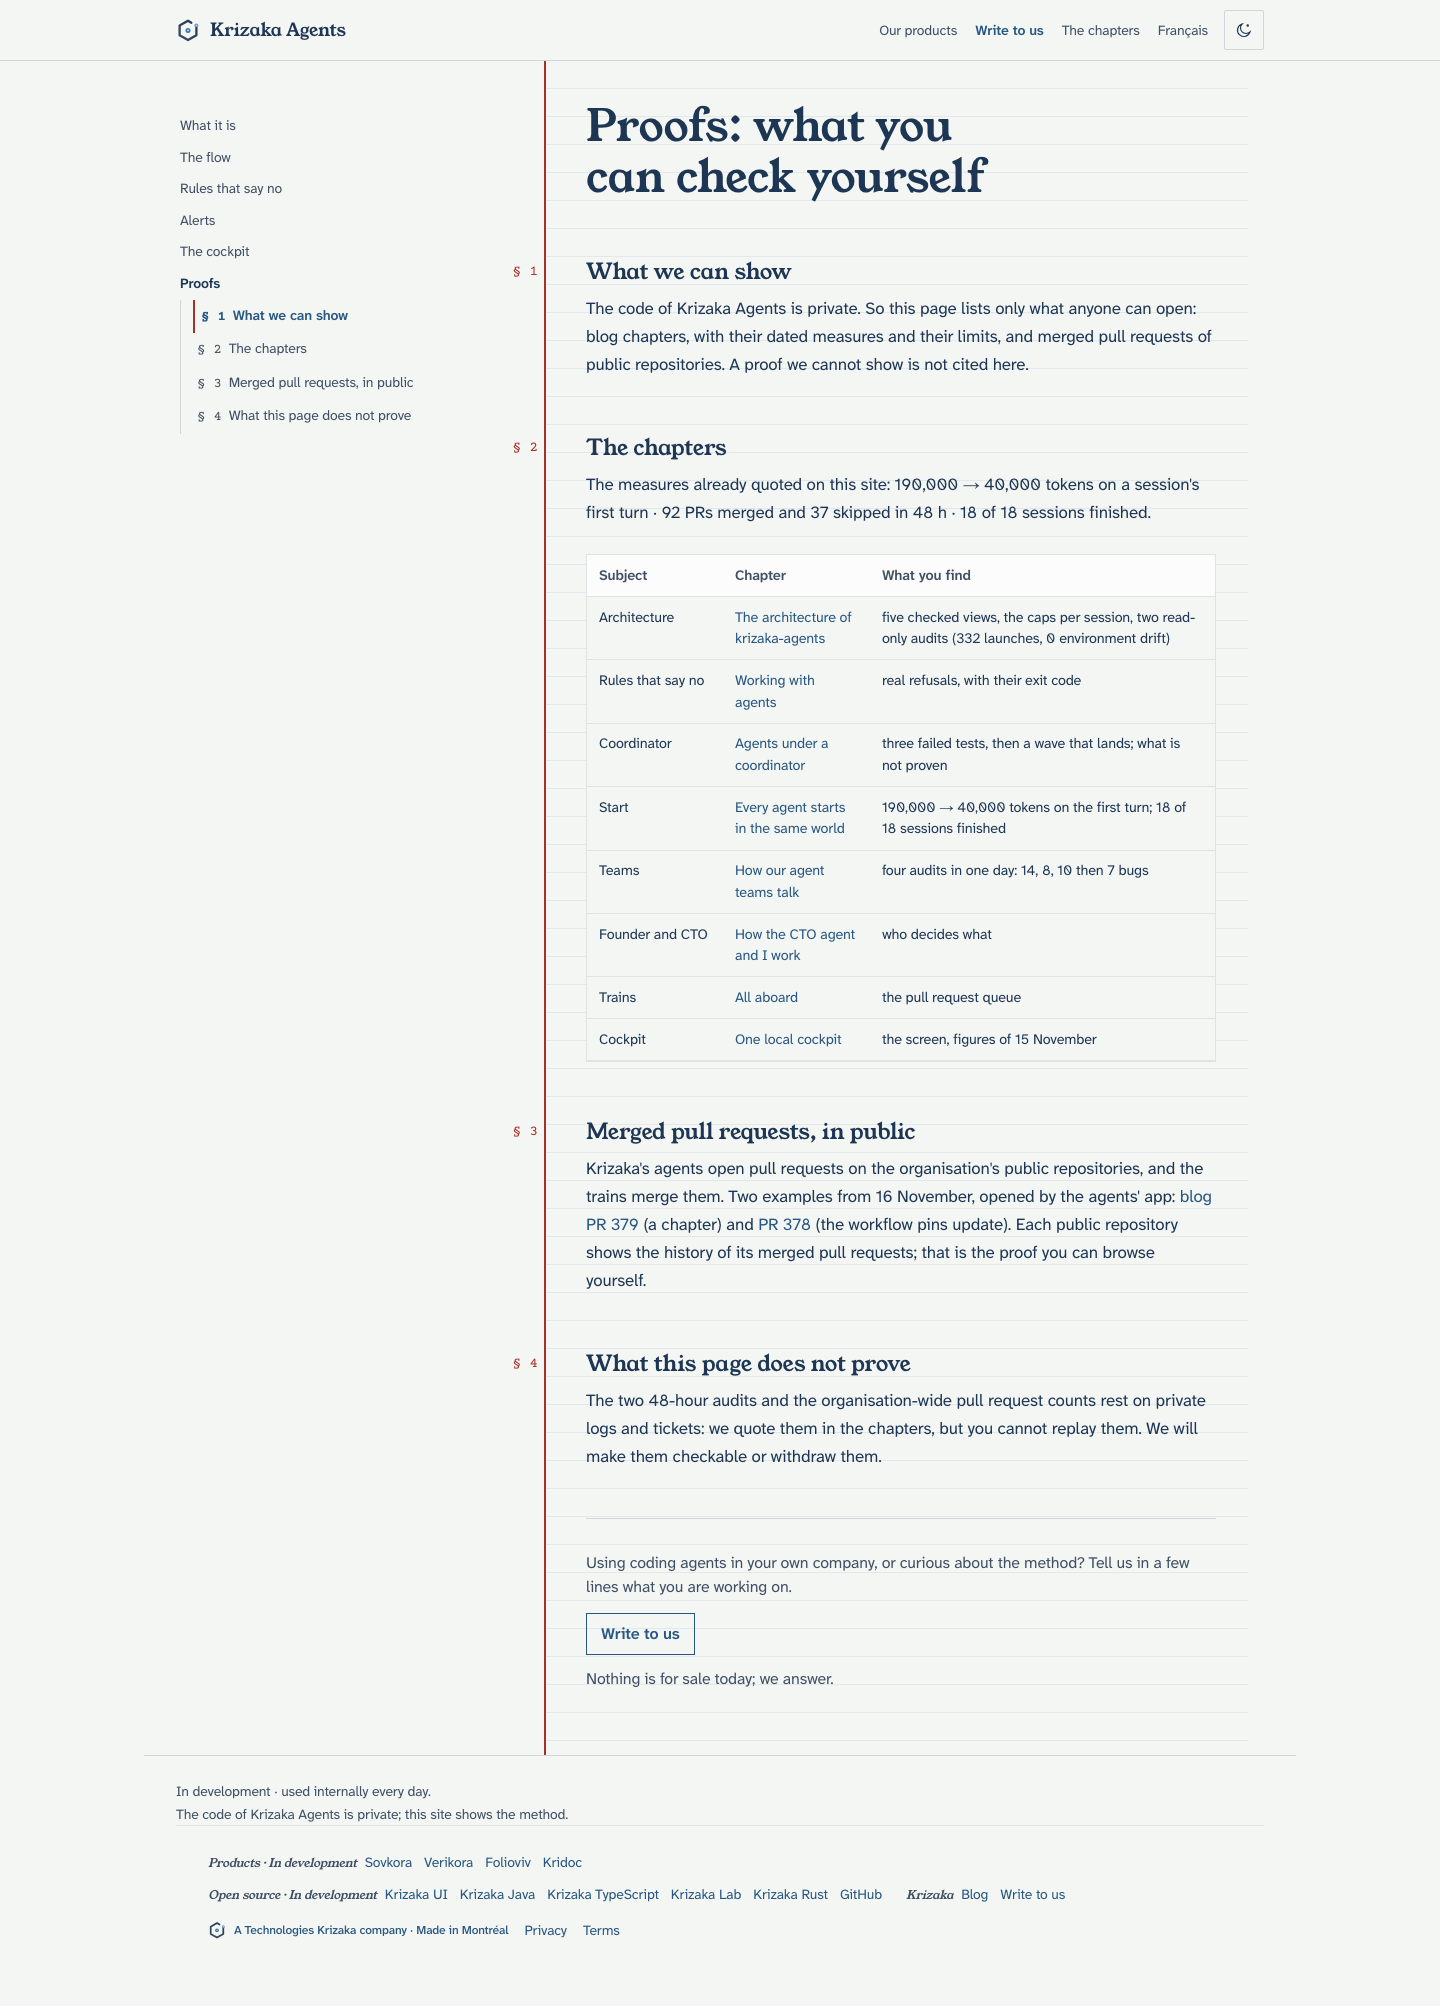 Krizaka Agents
Our products
Write to us
The chapters
Français
What it is
The flow
Rules that say no
Alerts
The cockpit
Proofs
§ 1 What we can show
§ 2 The chapters
§ 3 Merged pull requests, in public
§ 4 What this page does not prove
Proofs: what you
can check yourself
§ 1
What we can show
The code of Krizaka Agents is private. So this page lists only what anyone can open:
blog chapters, with their dated measures and their limits, and merged pull requests of
public repositories. A proof we cannot show is not cited here.
§ 2
The chapters
The measures already quoted on this site: 190,000 → 40,000 tokens on a session's
first turn · 92 PRs merged and 37 skipped in 48 h · 18 of 18 sessions finished.
Subject Chapter What you find
Architecture
The architecture of
krizaka-agents
five checked views, the caps per session, two read-
only audits (332 launches, 0 environment drift)
Rules that say no
Working with
agents
real refusals, with their exit code
Coordinator
Agents under a
coordinator
three failed tests, then a wave that lands; what is
not proven
Start
Every agent starts
in the same world
190,000 → 40,000 tokens on the first turn; 18 of
18 sessions finished
Teams
How our agent
teams talk
four audits in one day: 14, 8, 10 then 7 bugs
Founder and CTO
How the CTO agent
and I work
who decides what
Trains
All aboard
the pull request queue
Cockpit
One local cockpit
the screen, figures of 15 November
§ 3
Merged pull requests, in public
Krizaka's agents open pull requests on the organisation's public repositories, and the
trains merge them. Two examples from 16 November, opened by the agents' app: blog
PR 379 (a chapter) and PR 378 (the workflow pins update). Each public repository
shows the history of its merged pull requests; that is the proof you can browse
yourself.
§ 4
What this page does not prove
The two 48-hour audits and the organisation-wide pull request counts rest on private
logs and tickets: we quote them in the chapters, but you cannot replay them. We will
make them checkable or withdraw them.
Using coding agents in your own company, or curious about the method? Tell us in a few
lines what you are working on.
Write to us
Nothing is for sale today; we answer.
In development · used internally every day.
The code of Krizaka Agents is private; this site shows the method.
Products · In development Sovkora Verikora Folioviv Kridoc
Open source · In development Krizaka UI Krizaka Java Krizaka TypeScript Krizaka Lab Krizaka Rust GitHub Krizaka Blog Write to us
A Technologies Krizaka company · Made in Montréal Privacy Terms